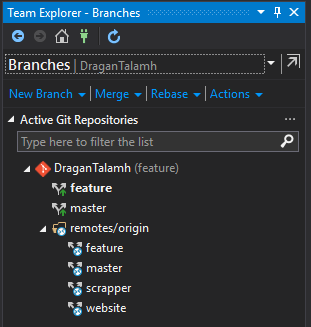 Team Explorer - Branches
Branches | DraganTalamh
New Branch | Merge | Rebase | Actions
Active Git Repositories
Type here to filter the list
DraganTalamh (feature)
feature
master
remotes/origin
feature
master
scrapper
website